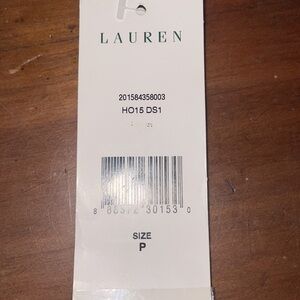 LAUREN
201584358003
HO15 DS1
SIZE
P